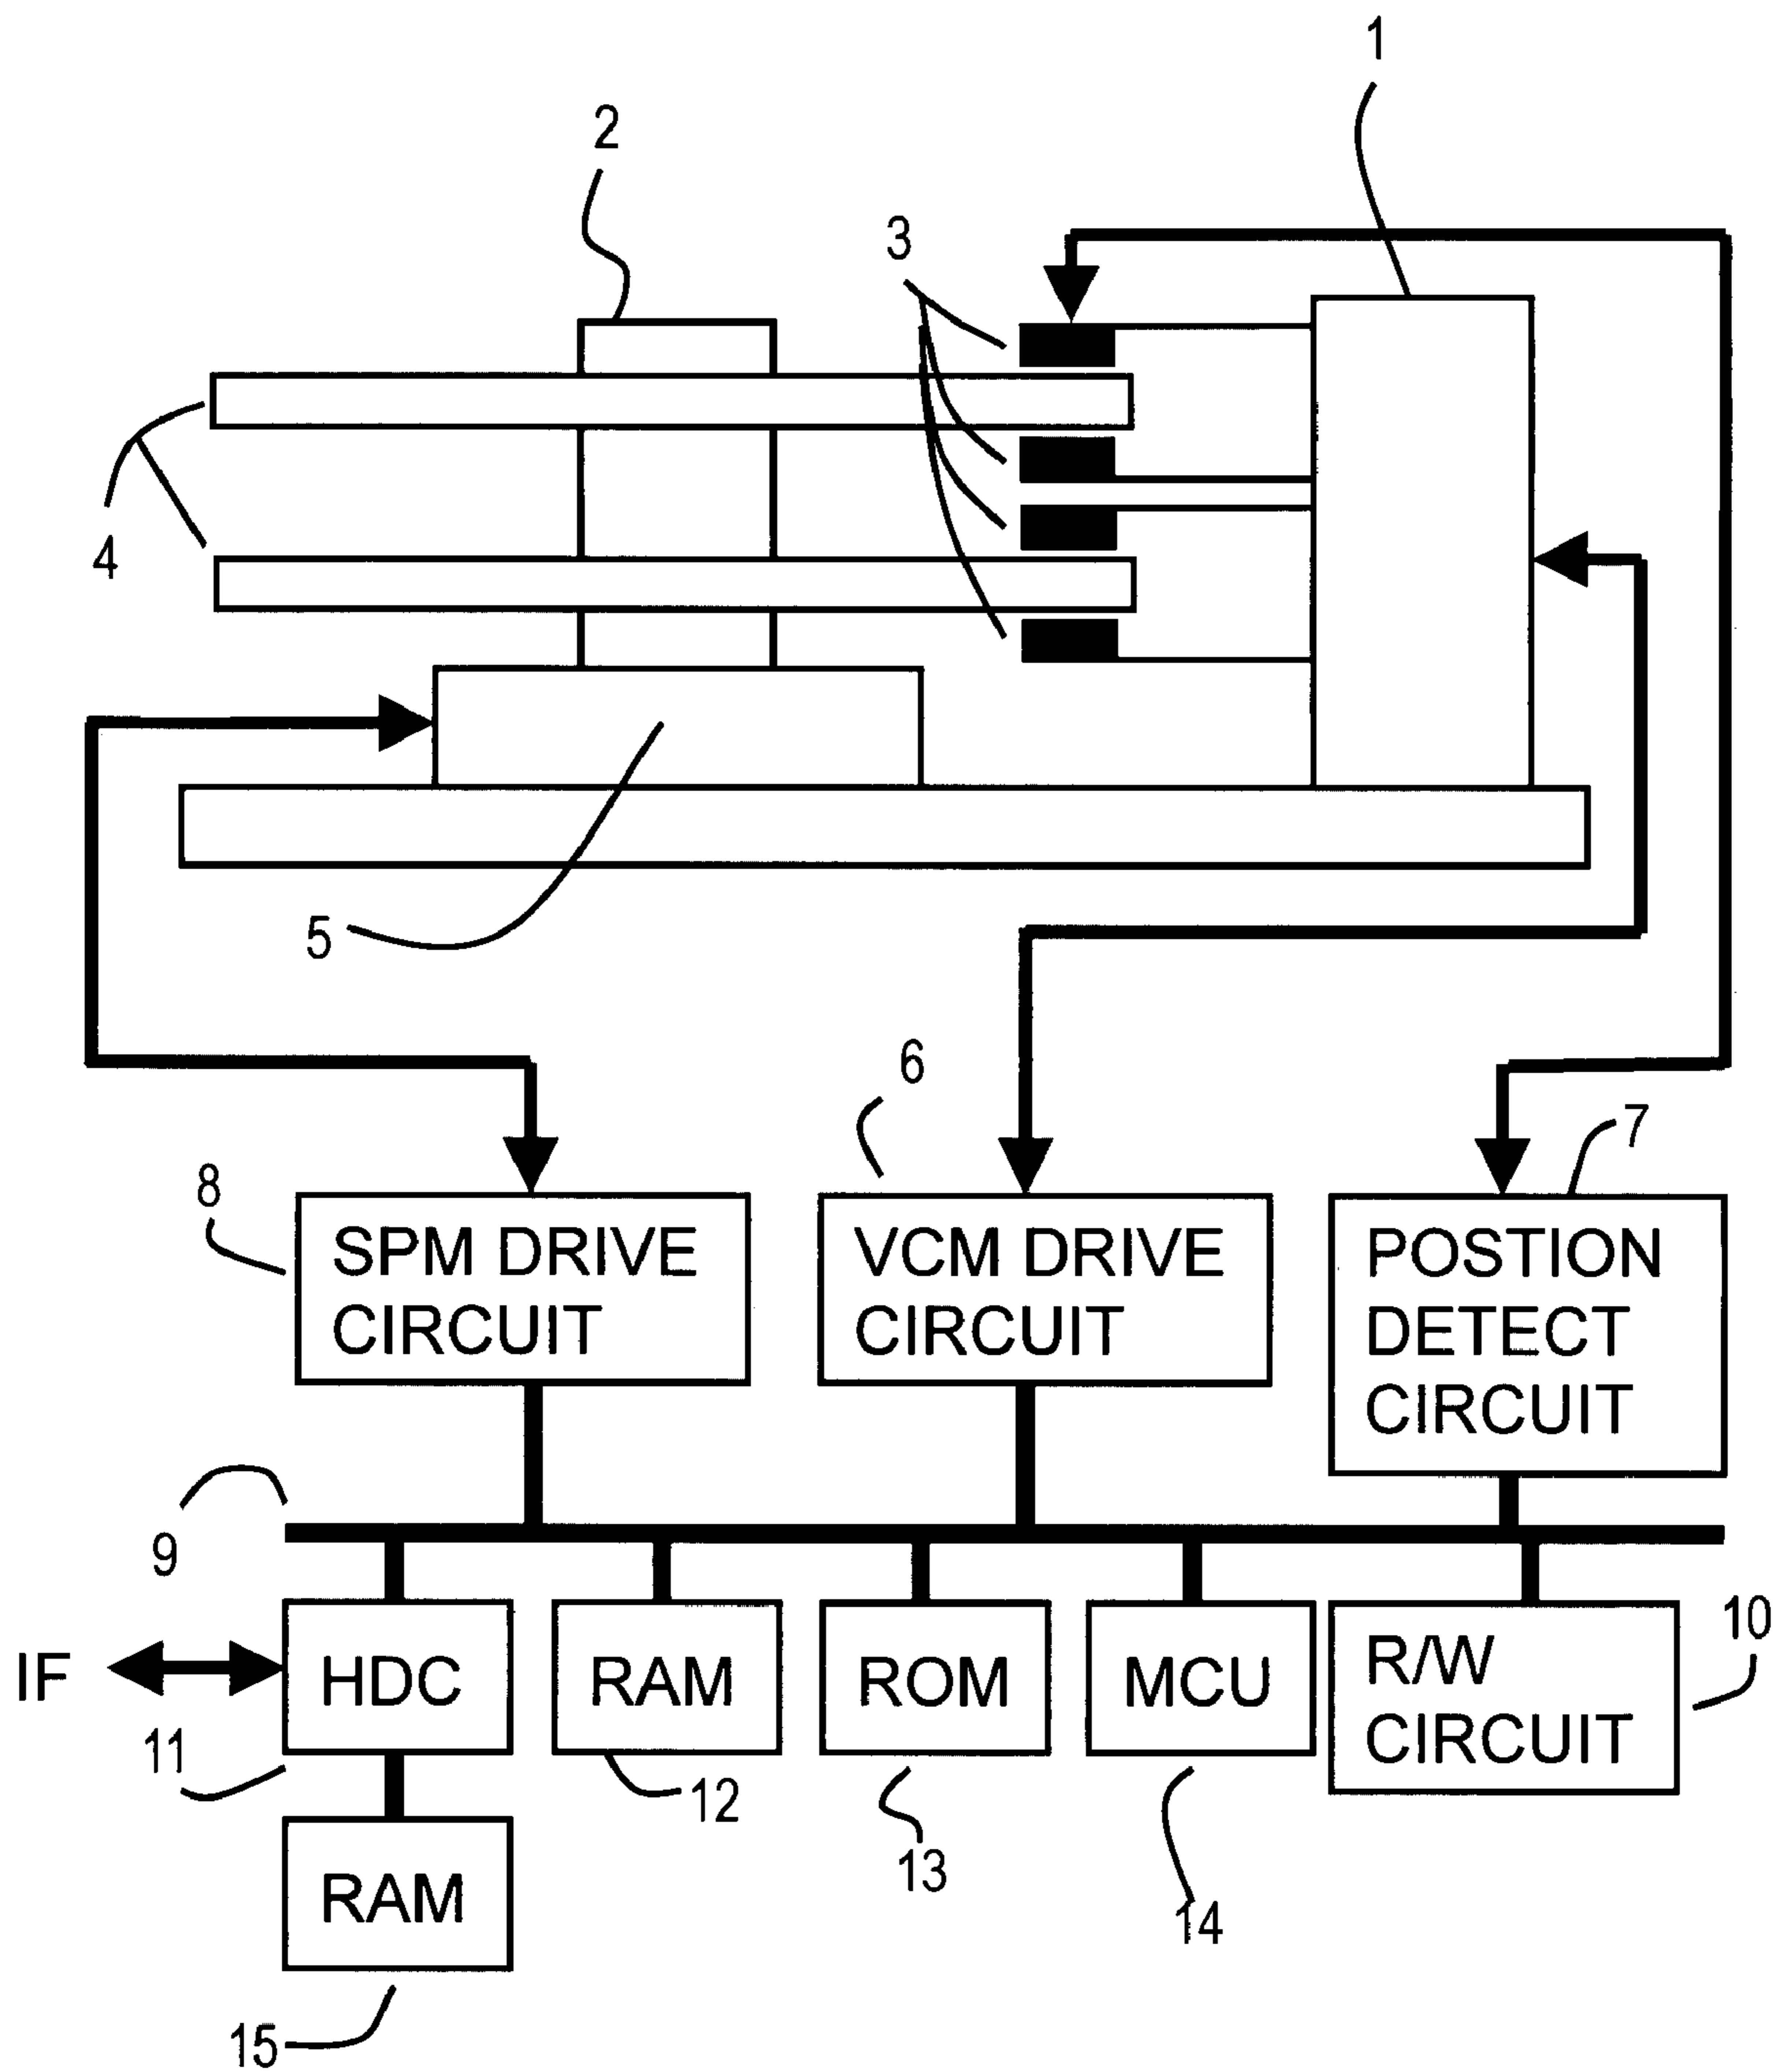 1
2
3
4
5
6
7
8
SPM DRIVE
CIRCUIT
VCM DRIVE
CIRCUIT
POSTION
DETECT
CIRCUIT
9
10
IF
HDC
RAM
ROM
MCU
R/W
CIRCUIT
11
12
13
14
RAM
15